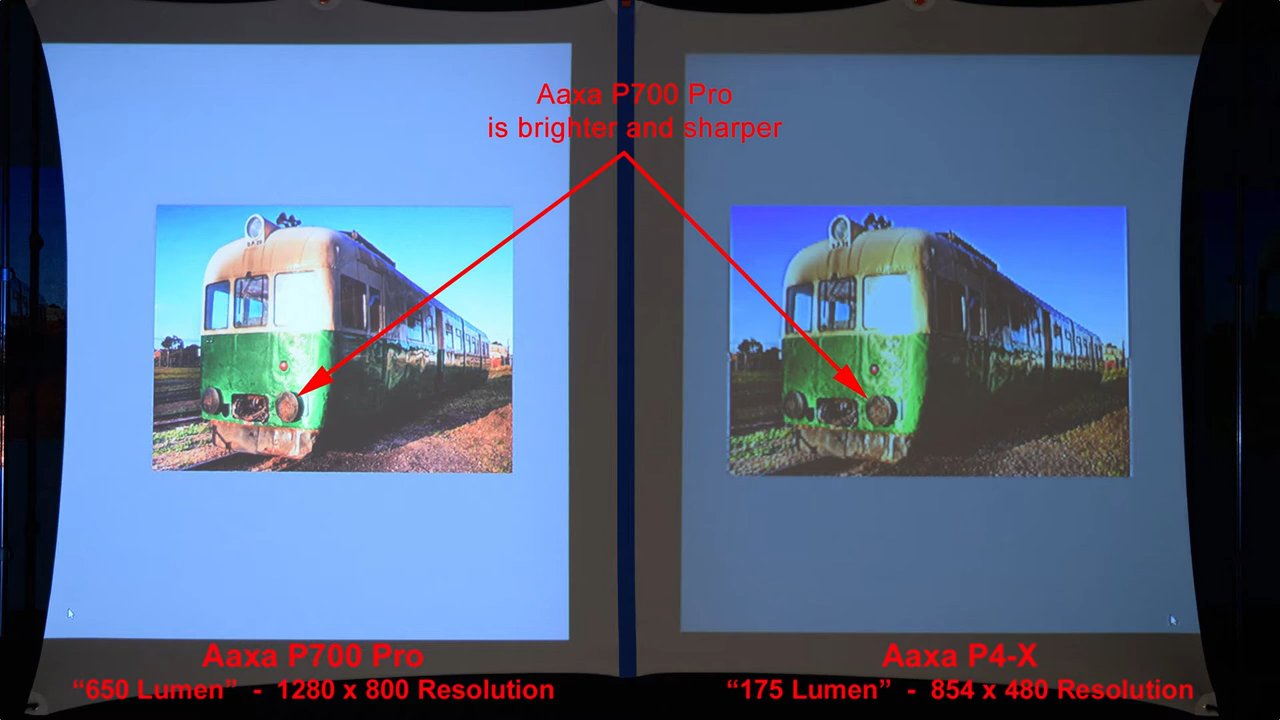 Aaxa P700 Pro
is brighter and sharper
Aaxa P700 Pro
“650 Lumen” - 1280 x 800 Resolution
Aaxa P4-X
“175 Lumen” - 854 x 480 Resolution